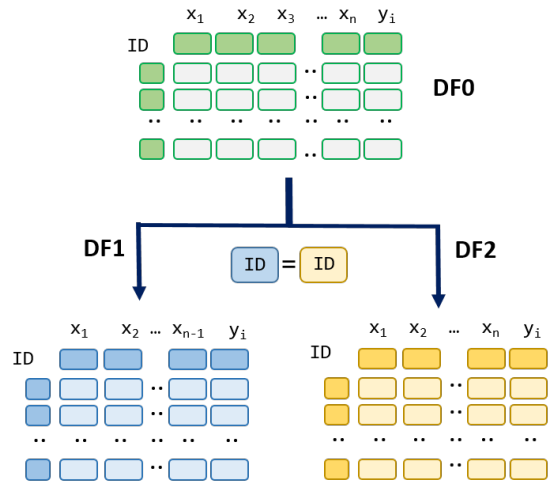 x₁ x₂ x₃ … xₙ yᵢ
ID
DF0
DF1
DF2
ID = ID
x₁ x₂ … xₙ₋₁ yᵢ
ID
x₁ x₂ … xₙ yᵢ
ID